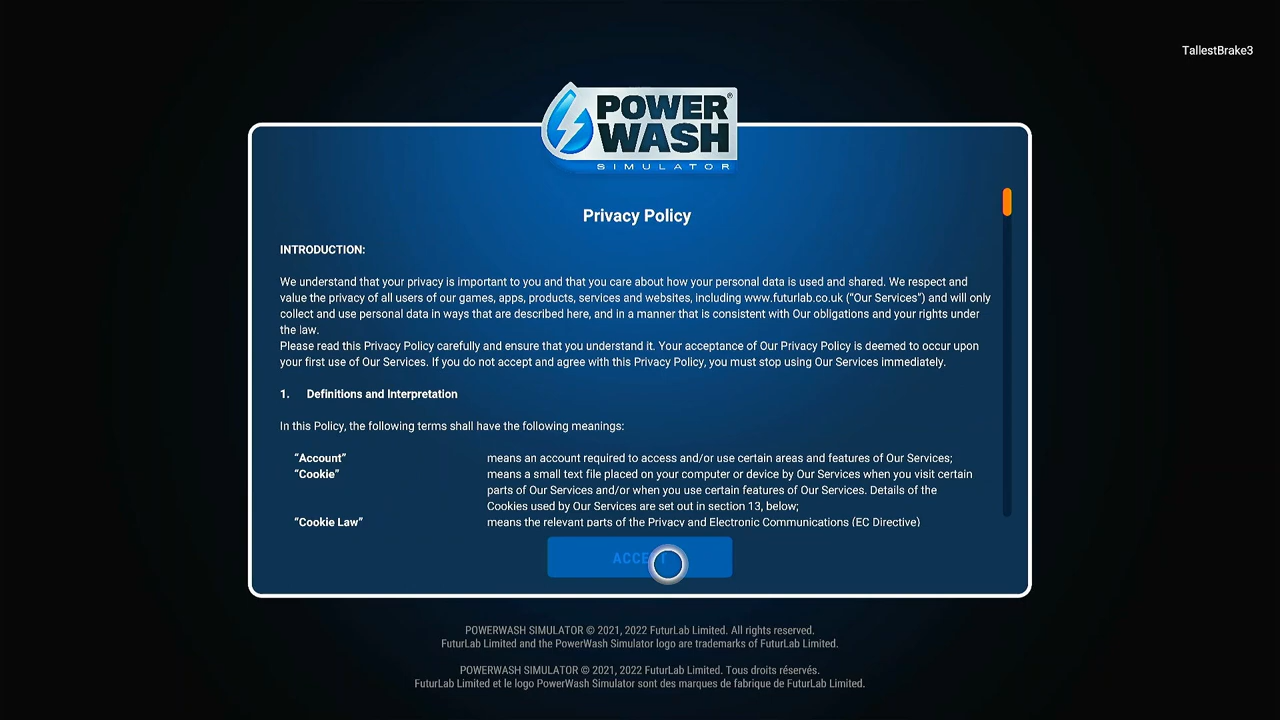 TallestBrake3
POWER
WASH
SIMULATOR
Privacy Policy
INTRODUCTION:
We understand that your privacy is important to you and that you care about how your personal data is used and shared. We respect and
value the privacy of all users of our games, apps, products, services and websites, including www.futurlab.co.uk (“Our Services”) and will only
collect and use personal data in ways that are described here, and in a manner that is consistent with Our obligations and your rights under
the law.
Please read this Privacy Policy carefully and ensure that you understand it. Your acceptance of Our Privacy Policy is deemed to occur upon
your first use of Our Services. If you do not accept and agree with this Privacy Policy, you must stop using Our Services immediately.
1. Definitions and Interpretation
In this Policy, the following terms shall have the following meanings:
“Account” means an account required to access and/or use certain areas and features of Our Services;
“Cookie” means a small text file placed on your computer or device by Our Services when you visit certain
parts of Our Services and/or when you use certain features of Our Services. Details of the
Cookies used by Our Services are set out in section 13, below;
“Cookie Law” means the relevant parts of the Privacy and Electronic Communications (EC Directive)
ACCEPT
POWERWASH SIMULATOR © 2021, 2022 FuturLab Limited. All rights reserved.
FuturLab Limited and the PowerWash Simulator logo are trademarks of FuturLab Limited.
POWERWASH SIMULATOR © 2021, 2022 FuturLab Limited. Tous droits réservés.
FuturLab Limited et le logo PowerWash Simulator sont des marques de fabrique de FuturLab Limited.